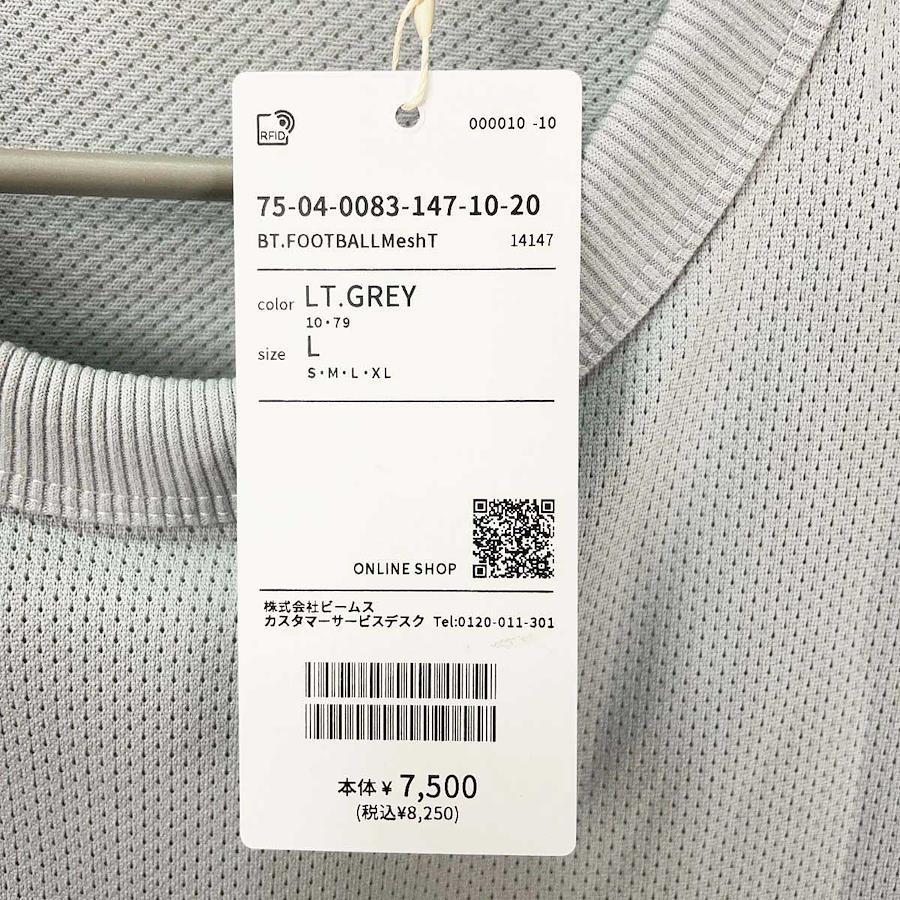 RFID
000010 -10
75-04-0083-147-10-20
BT.FOOTBALLMeshT 14147
color LT.GREY
10・79
size L
S・M・L・XL
ONLINE SHOP
株式会社ビームス
カスタマーサービスデスク Tel:0120-011-301
本体¥ 7,500
(税込¥8,250)